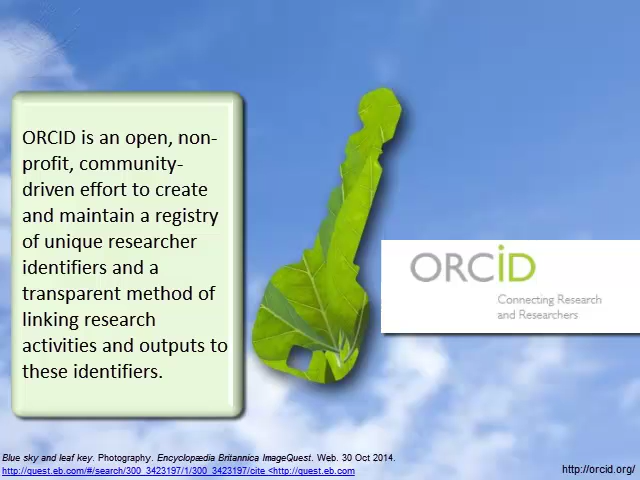 ORCID is an open, non-
profit, community-
driven effort to create
and maintain a registry
of unique researcher
identifiers and a
transparent method of
linking research
activities and outputs to
these identifiers.
ORCiD
Connecting Research
and Researchers
Blue sky and leaf key. Photography. Encyclopædia Britannica ImageQuest. Web. 30 Oct 2014.
http://quest.eb.com/#/search/300_3423197/1/300_3423197/cite <http://quest.eb.com
http://orcid.org/